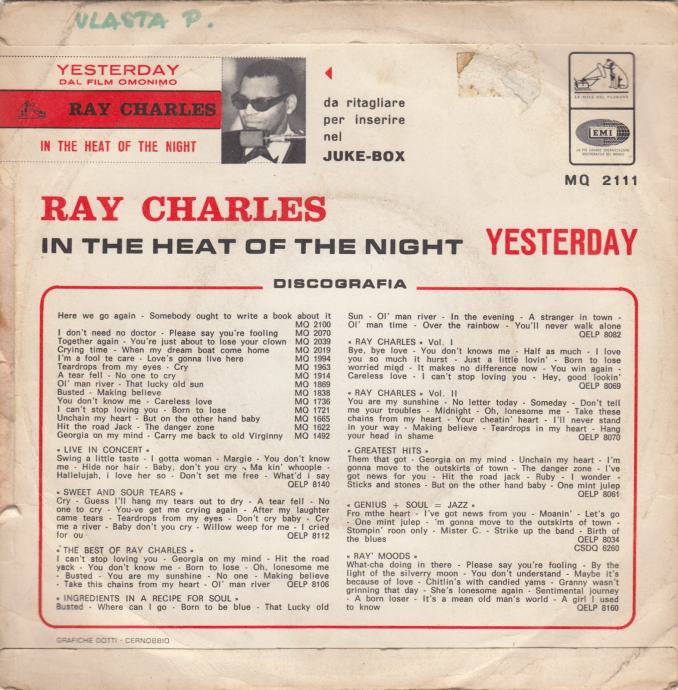 VLASTA P.
YESTERDAY
DAL FILM OMONIMO
RAY CHARLES
IN THE HEAT OF THE NIGHT
da ritagliare
per inserire
nel
JUKE-BOX
LA VOCE DEL PADRONE
EMI
LA PIÙ GRANDE ORGANIZZAZIONE
DISCOGRAFICA DEL MONDO
MQ 2111
RAY CHARLES
IN THE HEAT OF THE NIGHT YESTERDAY
DISCOGRAFIA
Here we go again - Somebody ought to write a book about it
MQ 2100
I don't need no doctor - Please say you're fooling MQ 2070
Together again - You're just about to lose your clown MQ 2039
Crying time - When my dream boat come home MQ 2019
I'm a fool te care - Love's gonna live here MQ 1994
Teardrops from my eyes - Cry MQ 1963
A tear fell - No one to cry MQ 1914
Ol' man river - That lucky old sun MQ 1869
Busted - Making believe MQ 1838
You don't know me - Careless love MQ 1736
I can't stop loving you - Born to lose MQ 1721
Unchain my heart - But on the other hand baby MQ 1665
Hit the road Jack - The danger zone MQ 1622
Georgia on my mind - Carry me back to old Virginny MQ 1492
« LIVE IN CONCERT »
Swing a little taste - I gotta woman - Margie - You don't know
me - Hide nor hair - Baby, don't you cry - Ma kin' whoople -
Hallelujah, i love her so - Don't set me free - What'd i say
QELP 8140
« SWEET AND SOUR TEARS »
Cry - Guess I'll hang my tears out to dry - A tear fell - No
one to cry - You-ve get me crying again - After my laughter
came tears - Teardrops from my eyes - Don't cry baby - Cry
me a river - Baby don't you cry - Willow weep for me - I cried
for ou QELP 8112
« THE BEST OF RAY CHARLES »
I can't stop loving you - Georgia on my mind - Hit the road
yack - You don't know me - Born to lose - Oh, lonesome me
- Busted - You are my sunshine - No one - Making believe
- Take this chains from my heart - Ol' man river QELP 8106
« INGREDIENTS IN A RECIPE FOR SOUL »
Busted - Where can I go - Born to be blue - That Lucky old
Sun - Ol' man river - In the evening - A stranger in town -
Ol' man time - Over the rainbow - You'll never walk alone
QELP 8082
« RAY CHARLES » Vol. I
Bye, bye love - You don't knows me - Half as much - I love
you so much it hurst - Just a little lovin' - Born to lose
worried mind - It makes no difference now - You win again -
Careless love - I can't stop loving you - Hey, good lookin'
QELP 8069
« RAY CHARLES » Vol. II
You are my sunshine - No letter today - Someday - Don't tell
me your troubles - Midnight - Oh, lonesome me - Take these
chains from my heart - Your cheatin' heart - I'll never stand
in your way - Making believe - Teardrops in my heart - Hang
your head in shame QELP 8070
« GREATEST HITS »
Them that got - Georgia on my mind - Unchain my heart - I'm
gonna move to the outskirts of town - The danger zone - I've
got news for you - Hit the road jack - Ruby - I wonder -
Sticks and stones - But on the other hand baby - One mint julep
QELP 8061
« GENIUS + SOUL = JAZZ »
Fro mthe heart - I've got news from you - Moanin' - Let's go
- One mint julep - 'm gonna move to the outskirts of town -
Stompin' roon only - Mister C. - Strike up the band - Birth of
the blues QELP 8034
CSDQ 6260
« RAY' MOODS »
What-cha doing in there - Please say you're fooling - By the
light of the silverry moon - You don't understand - Maybe it's
because of love - Chitlin's with candied yams - Granny wasn't
grinning that day - She's lonesome again - Sentimental journey
- A born loser - It's a mean old man's world - A girl I used
to know QELP 8160
GRAFICHE DOTTI - CERNOBBIO